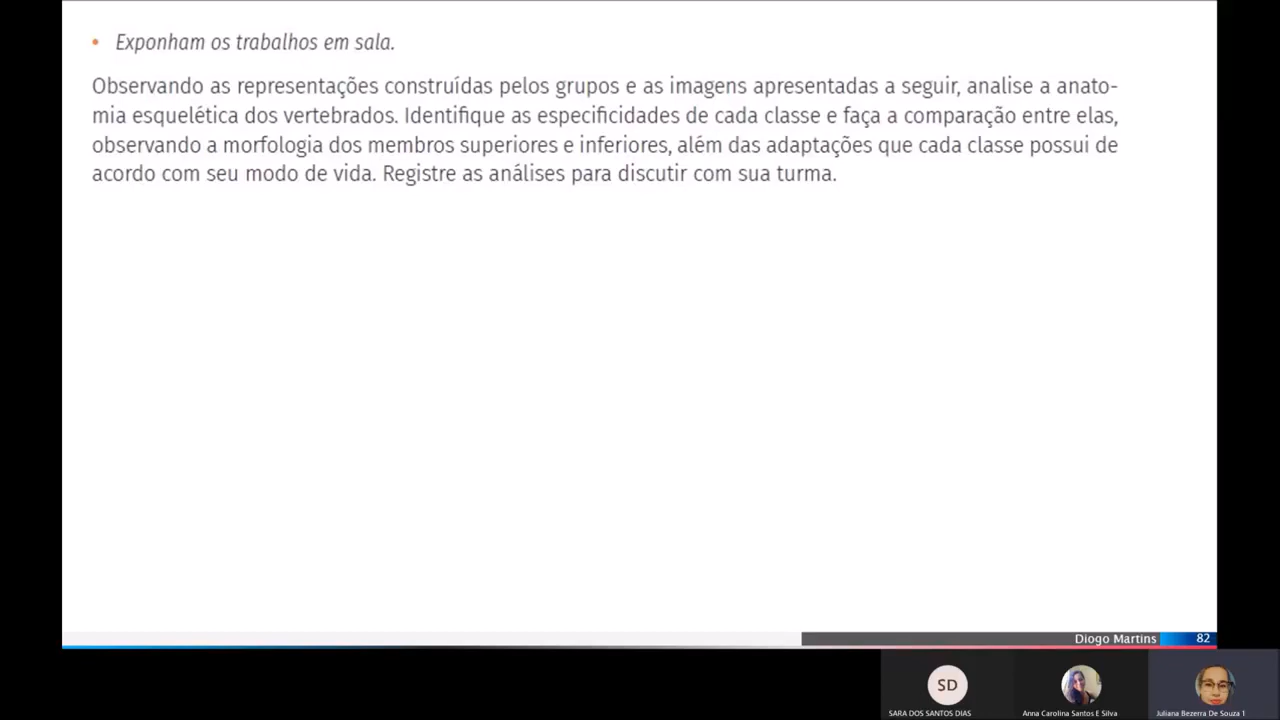 • Exponham os trabalhos em sala.
Observando as representações construídas pelos grupos e as imagens apresentadas a seguir, analise a anato-
mia esquelética dos vertebrados. Identifique as especificidades de cada classe e faça a comparação entre elas,
observando a morfologia dos membros superiores e inferiores, além das adaptações que cada classe possui de
acordo com seu modo de vida. Registre as análises para discutir com sua turma.
Diogo Martins 82
SD
SARA DOS SANTOS DIAS
Anna Carolina Santos E Silva
Juliana Bezerra De Souza 1